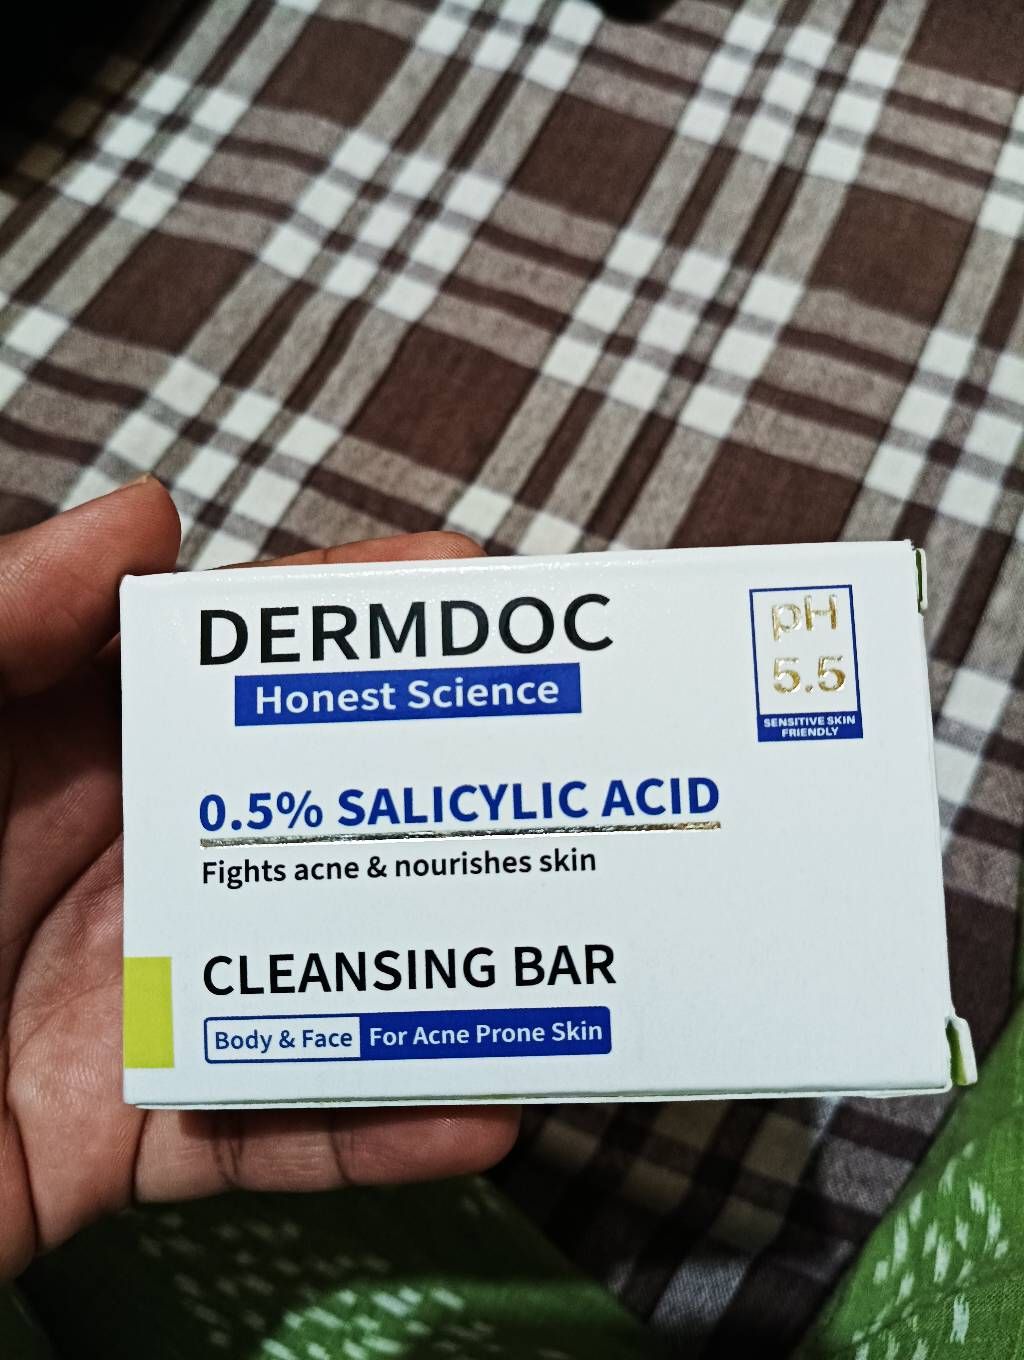 DERMDOC
Honest Science
pH
5.5
SENSITIVE SKIN
FRIENDLY
0.5% SALICYLIC ACID
Fights acne & nourishes skin
CLEANSING BAR
Body & Face For Acne Prone Skin